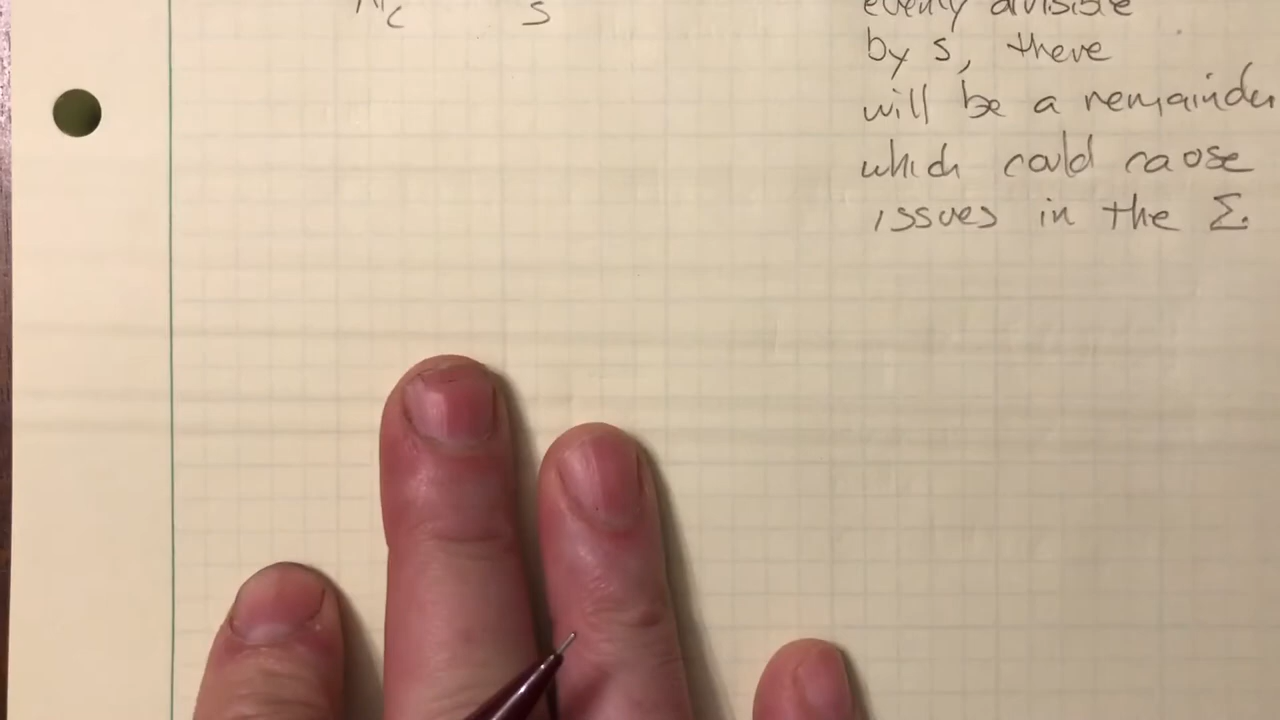 s
evenly divisible
by s, there
will be a remainder
which could cause
issues in the Σ.